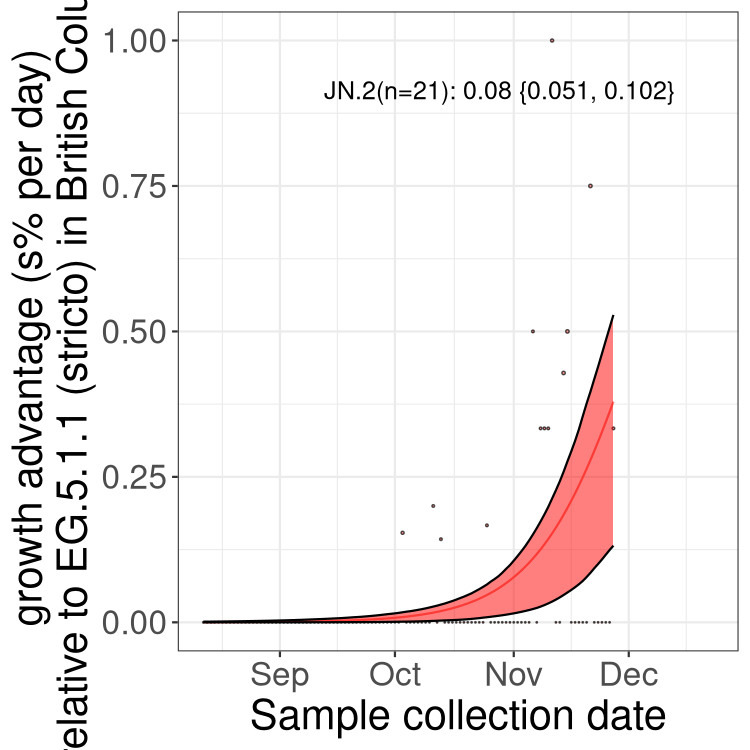 growth advantage (s% per day)
relative to EG.5.1.1 (stricto) in British Colu
1.00
0.75
0.50
0.25
0.00
JN.2(n=21): 0.08 {0.051, 0.102}
Sep Oct Nov Dec
Sample collection date